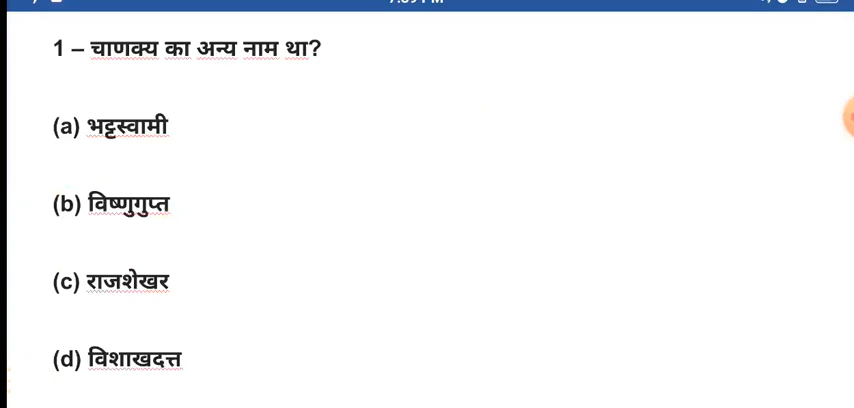 1 – चाणक्य का अन्य नाम था?
(a) भट्टस्वामी
(b) विष्णुगुप्त
(c) राजशेखर
(d) विशाखदत्त